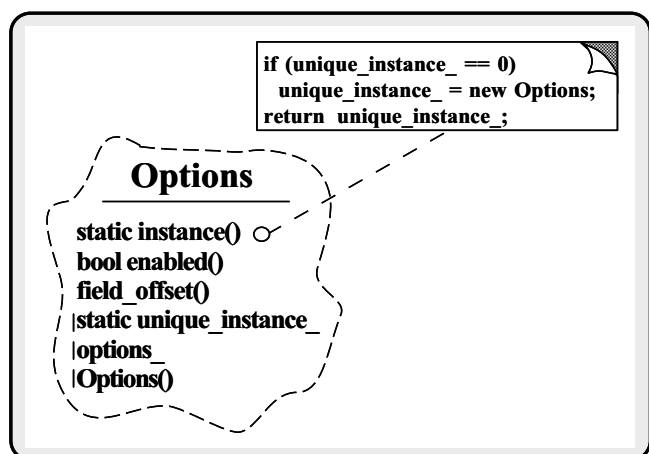 if (unique_instance_ == 0)
unique_instance_ = new Options;
return unique_instance_;
Options
static instance()
bool enabled()
field_offset()
|static unique_instance_
|options_
|Options()